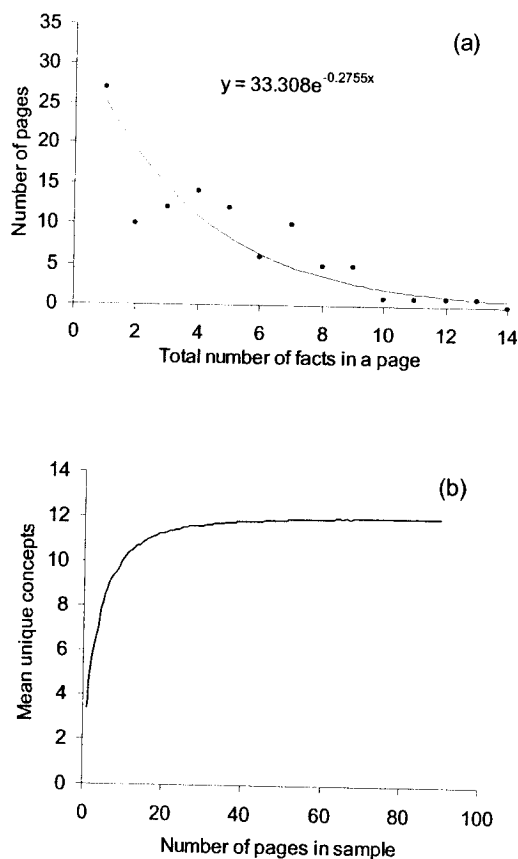 (a)
y = 33.308e^-0.2755x
Number of pages
35
30
25
20
15
10
5
0
0 2 4 6 8 10 12 14
Total number of facts in a page
(b)
Mean unique concepts
14
12
10
8
6
4
2
0
0 20 40 60 80 100
Number of pages in sample